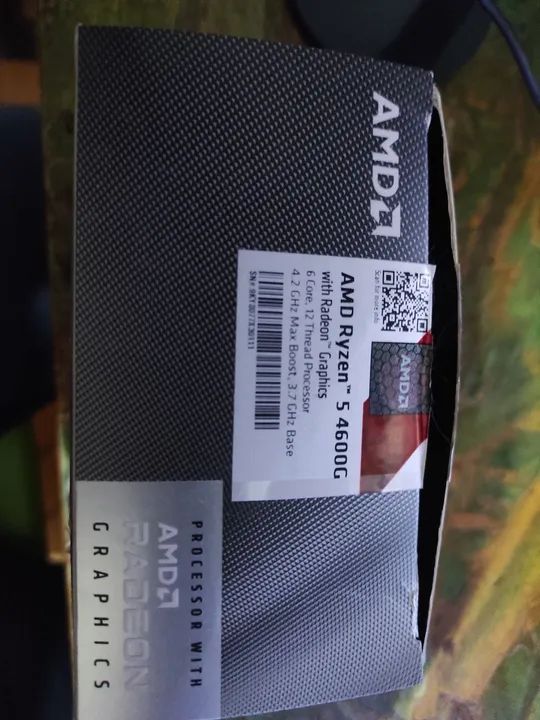 AMD
Scan for more info
AMD
AMD Ryzen™ 5 4600G
with Radeon™ Graphics
6 Core, 12 Thread Processor
4.2 GHz Max Boost, 3.7 GHz Base
PROCESSOR WITH
AMD
RADEON
GRAPHICS